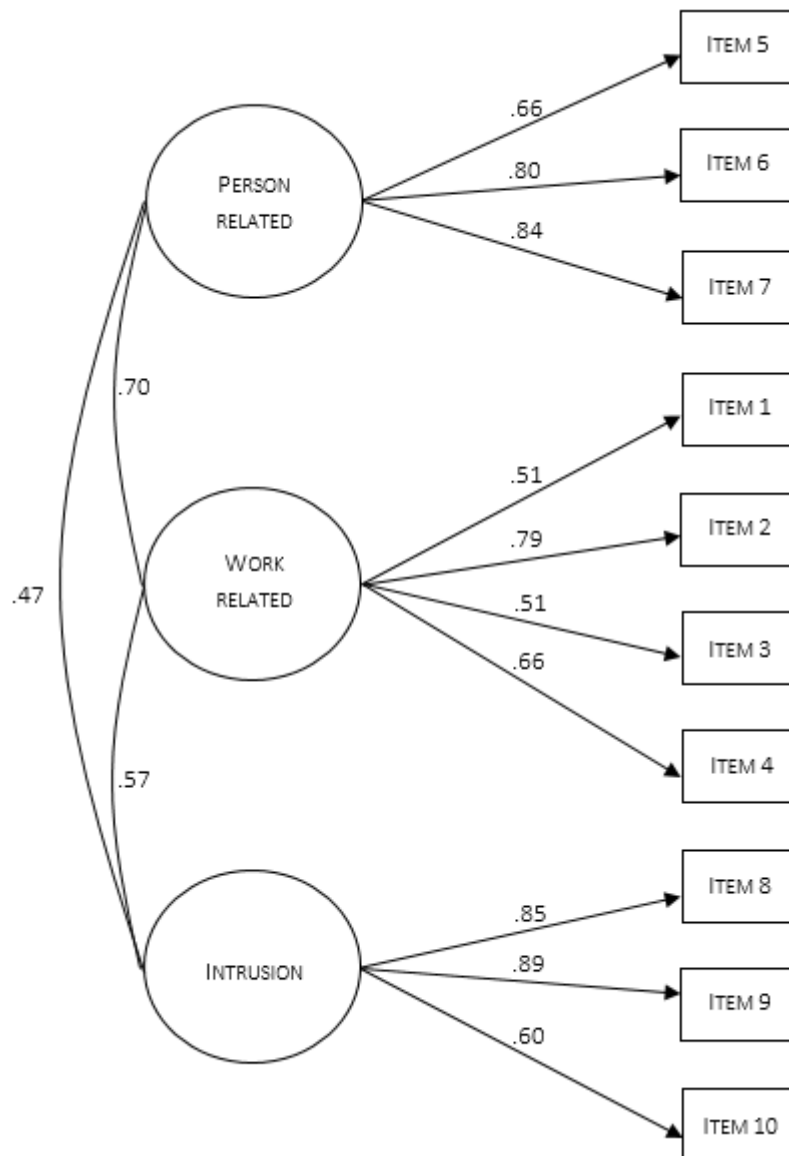 ITEM 5
.66
PERSON
RELATED
.80
ITEM 6
.84
ITEM 7
.70
ITEM 1
.51
.79
ITEM 2
WORK
RELATED
.47
.51
ITEM 3
.66
ITEM 4
.57
ITEM 8
.85
.89
INTRUSION
ITEM 9
.60
ITEM 10